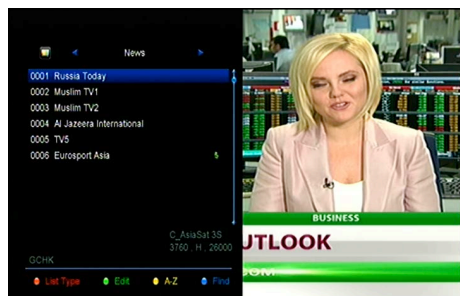 News
0001 Russia Today
0002 Muslim TV1
0003 Muslim TV2
0004 Al Jazeera International
0005 TV5
0006 Eurosport Asia
$
C_AsiaSat 3S
3760 . H . 26000
GCHK
List Type
Edit
A-Z
Find
BUSINESS
UTLOOK
.COM